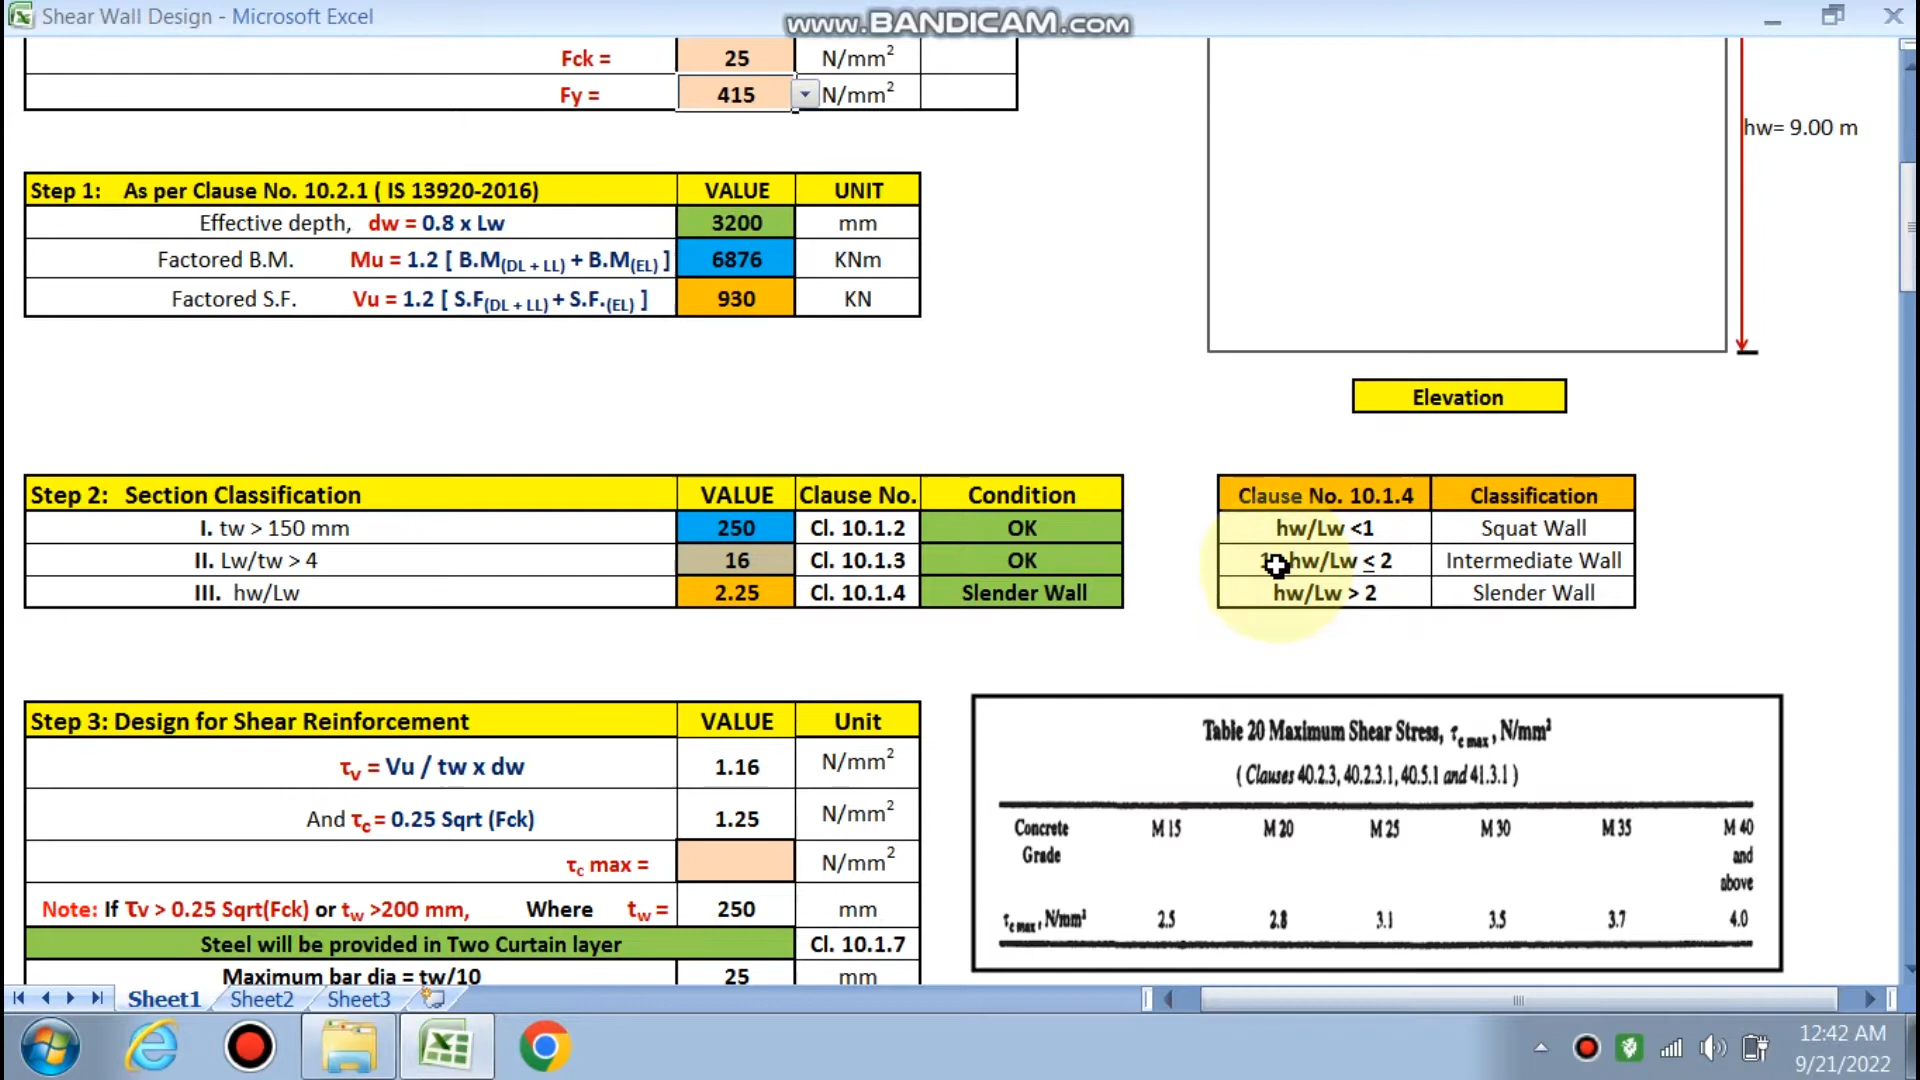 Shear Wall Design - Microsoft Excel
www.BANDICAM.com
Fck = 25 N/mm²
Fy = 415 N/mm²
hw= 9.00 m
Step 1: As per Clause No. 10.2.1 ( IS 13920-2016) VALUE UNIT
Effective depth, dw = 0.8 x Lw 3200 mm
Factored B.M. Mu = 1.2 [ B.M(DL + LL) + B.M(EL) ] 6876 KNm
Factored S.F. Vu = 1.2 [ S.F(DL + LL) + S.F.(EL) ] 930 KN
Elevation
Step 2: Section Classification VALUE Clause No. Condition
I. tw > 150 mm 250 Cl. 10.1.2 OK
II. Lw/tw > 4 16 Cl. 10.1.3 OK
III. hw/Lw 2.25 Cl. 10.1.4 Slender Wall
Clause No. 10.1.4 Classification
hw/Lw <1 Squat Wall
hw/Lw ≤ 2 Intermediate Wall
hw/Lw > 2 Slender Wall
Step 3: Design for Shear Reinforcement VALUE Unit
τv = Vu / tw x dw 1.16 N/mm²
And τc = 0.25 Sqrt (Fck) 1.25 N/mm²
τc max = N/mm²
Note: If τv > 0.25 Sqrt(Fck) or tw >200 mm, Where tw = 250 mm
Steel will be provided in Two Curtain layer Cl. 10.1.7
Maximum bar dia = tw/10 25 mm
Table 20 Maximum Shear Stress, τc max, N/mm²
( Clauses 40.2.3, 40.2.3.1, 40.5.1 and 41.3.1 )
Concrete Grade M 15 M 20 M 25 M 30 M 35 M 40 and above
τc max, N/mm² 2.5 2.8 3.1 3.5 3.7 4.0
Sheet1 Sheet2 Sheet3
12:42 AM
9/21/2022